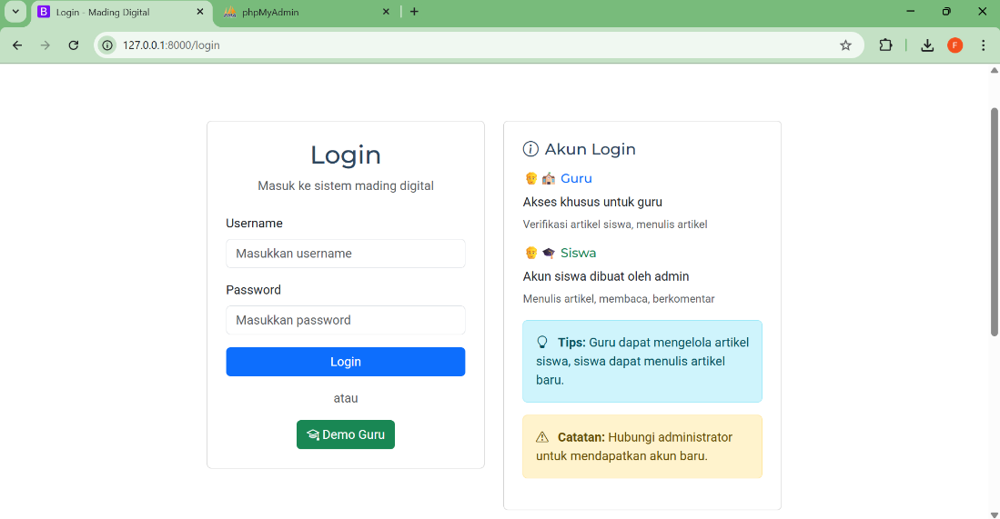 Login - Mading Digital
phpMyAdmin
127.0.0.1:8000/login
F
Login
Masuk ke sistem mading digital
Username
Masukkan username
Password
Masukkan password
Login
atau
Demo Guru
Akun Login
Guru
Akses khusus untuk guru
Verifikasi artikel siswa, menulis artikel
Siswa
Akun siswa dibuat oleh admin
Menulis artikel, membaca, berkomentar
Tips: Guru dapat mengelola artikel
siswa, siswa dapat menulis artikel
baru.
Catatan: Hubungi administrator
untuk mendapatkan akun baru.